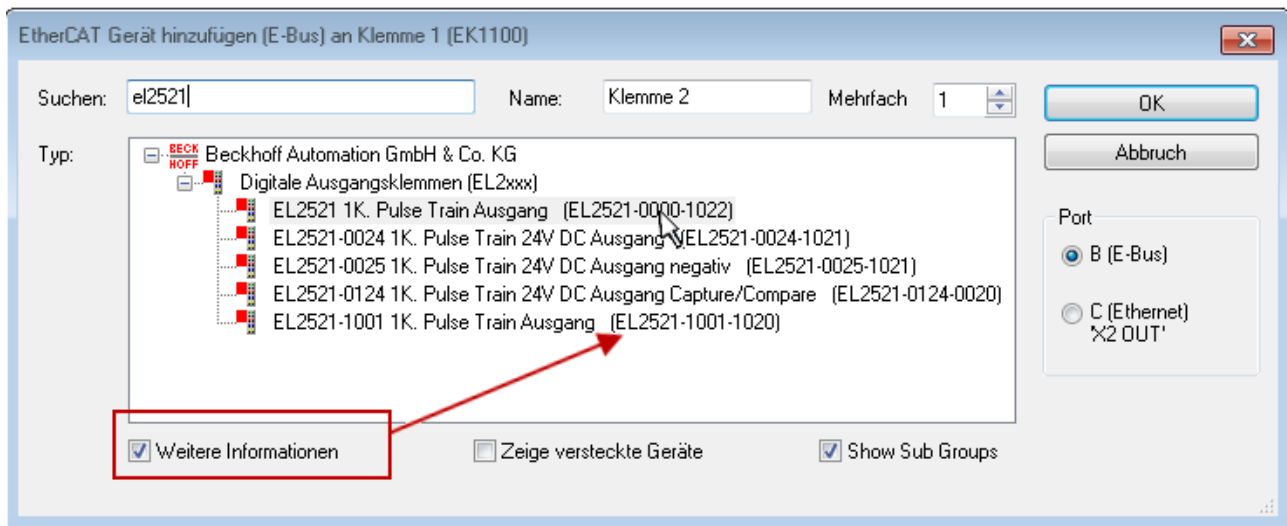 EtherCAT Gerät hinzufügen (E-Bus) an Klemme 1 (EK1100)
Suchen: el2521 Name: Klemme 2 Mehrfach 1 OK
Abbruch
Typ: BECKHOFF Beckhoff Automation GmbH & Co. KG
Digitale Ausgangsklemmen (EL2xxx)
EL2521 1K. Pulse Train Ausgang (EL2521-0000-1022)
EL2521-0024 1K. Pulse Train 24V DC Ausgang (EL2521-0024-1021)
EL2521-0025 1K. Pulse Train 24V DC Ausgang negativ (EL2521-0025-1021)
EL2521-0124 1K. Pulse Train 24V DC Ausgang Capture/Compare (EL2521-0124-0020)
EL2521-1001 1K. Pulse Train Ausgang (EL2521-1001-1020)
Port
B (E-Bus)
C (Ethernet)
'X2 OUT'
Weitere Informationen Zeige versteckte Geräte Show Sub Groups